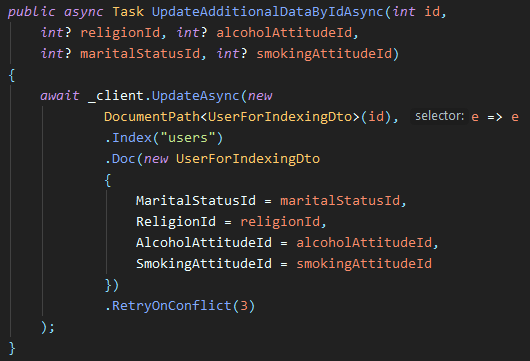 public async Task UpdateAdditionalDataByIdAsync(int id,
    int? religionId, int? alcoholAttitudeId,
    int? maritalStatusId, int? smokingAttitudeId)
{
    await _client.UpdateAsync(new
            DocumentPath<UserForIndexingDto>(id), selector: e => e
            .Index("users")
            .Doc(new UserForIndexingDto
            {
                MaritalStatusId = maritalStatusId,
                ReligionId = religionId,
                AlcoholAttitudeId = alcoholAttitudeId,
                SmokingAttitudeId = smokingAttitudeId
            })
            .RetryOnConflict(3)
    );
}